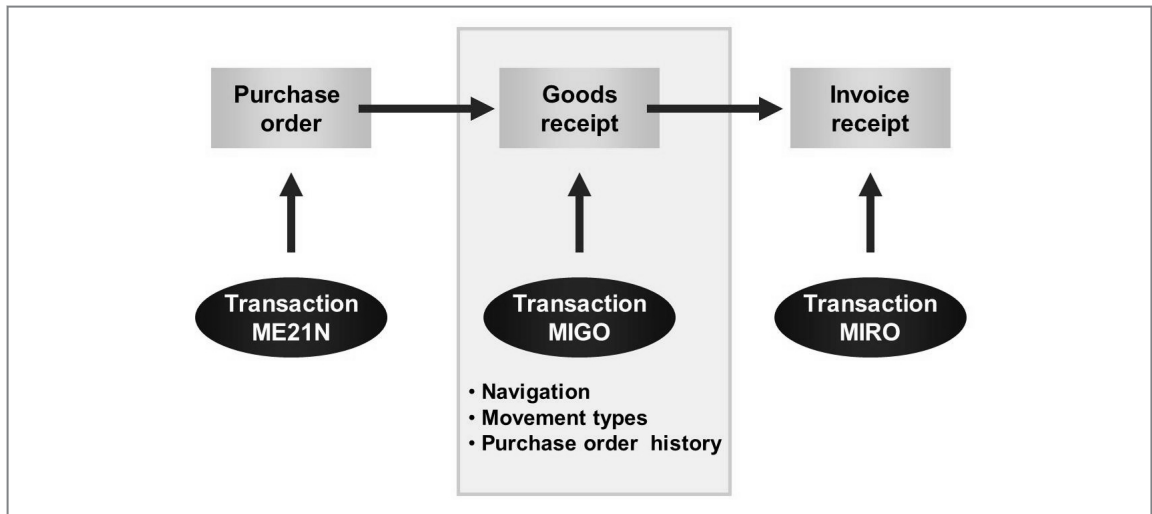 Purchase
order
Goods
receipt
Invoice
receipt
Transaction
ME21N
Transaction
MIGO
Transaction
MIRO
• Navigation
• Movement types
• Purchase order history